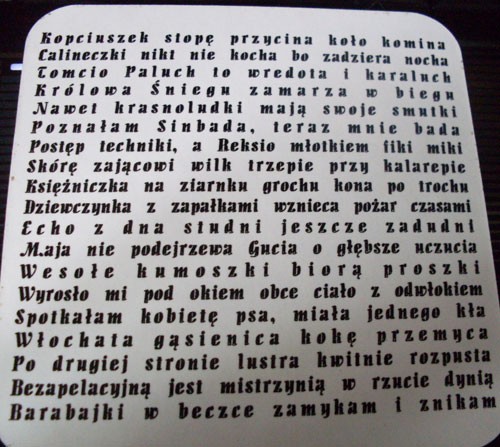 Kopciuszek stopę przycina koło komina
Calineczki nikt nie kocha bo zadziera nocha
Tomcio Paluch to wredota i karaluch
Królowa Śniegu zamarza w biegu
Nawet krasnoludki mają swoje smutki
Poznałam Sinbada, teraz mnie bada
Postęp techniki, a Reksio młotkiem fiki miki
Skórę zającowi wilk trzepie przy kalarepie
Księżniczka na ziarnku grochu kona po trochu
Dziewczynka z zapałkami wznieca pożar czasami
Echo z dna studni jeszcze zadudni
Maja nie podejrzewa Gucia o głębsze uczucia
Wesołe kumoszki biorą proszki
Wyrosło mi pod okiem obce ciało z odwłokiem
Spotkałam kobietę psa, miała jednego kła
Włochata gąsienica kokę przemyca
Po drugiej stronie lustra kwitnie rozpusta
Bezapelacyjną jest mistrzynią w rzucie dynią
Barabajki w beczce zamykam i znikam